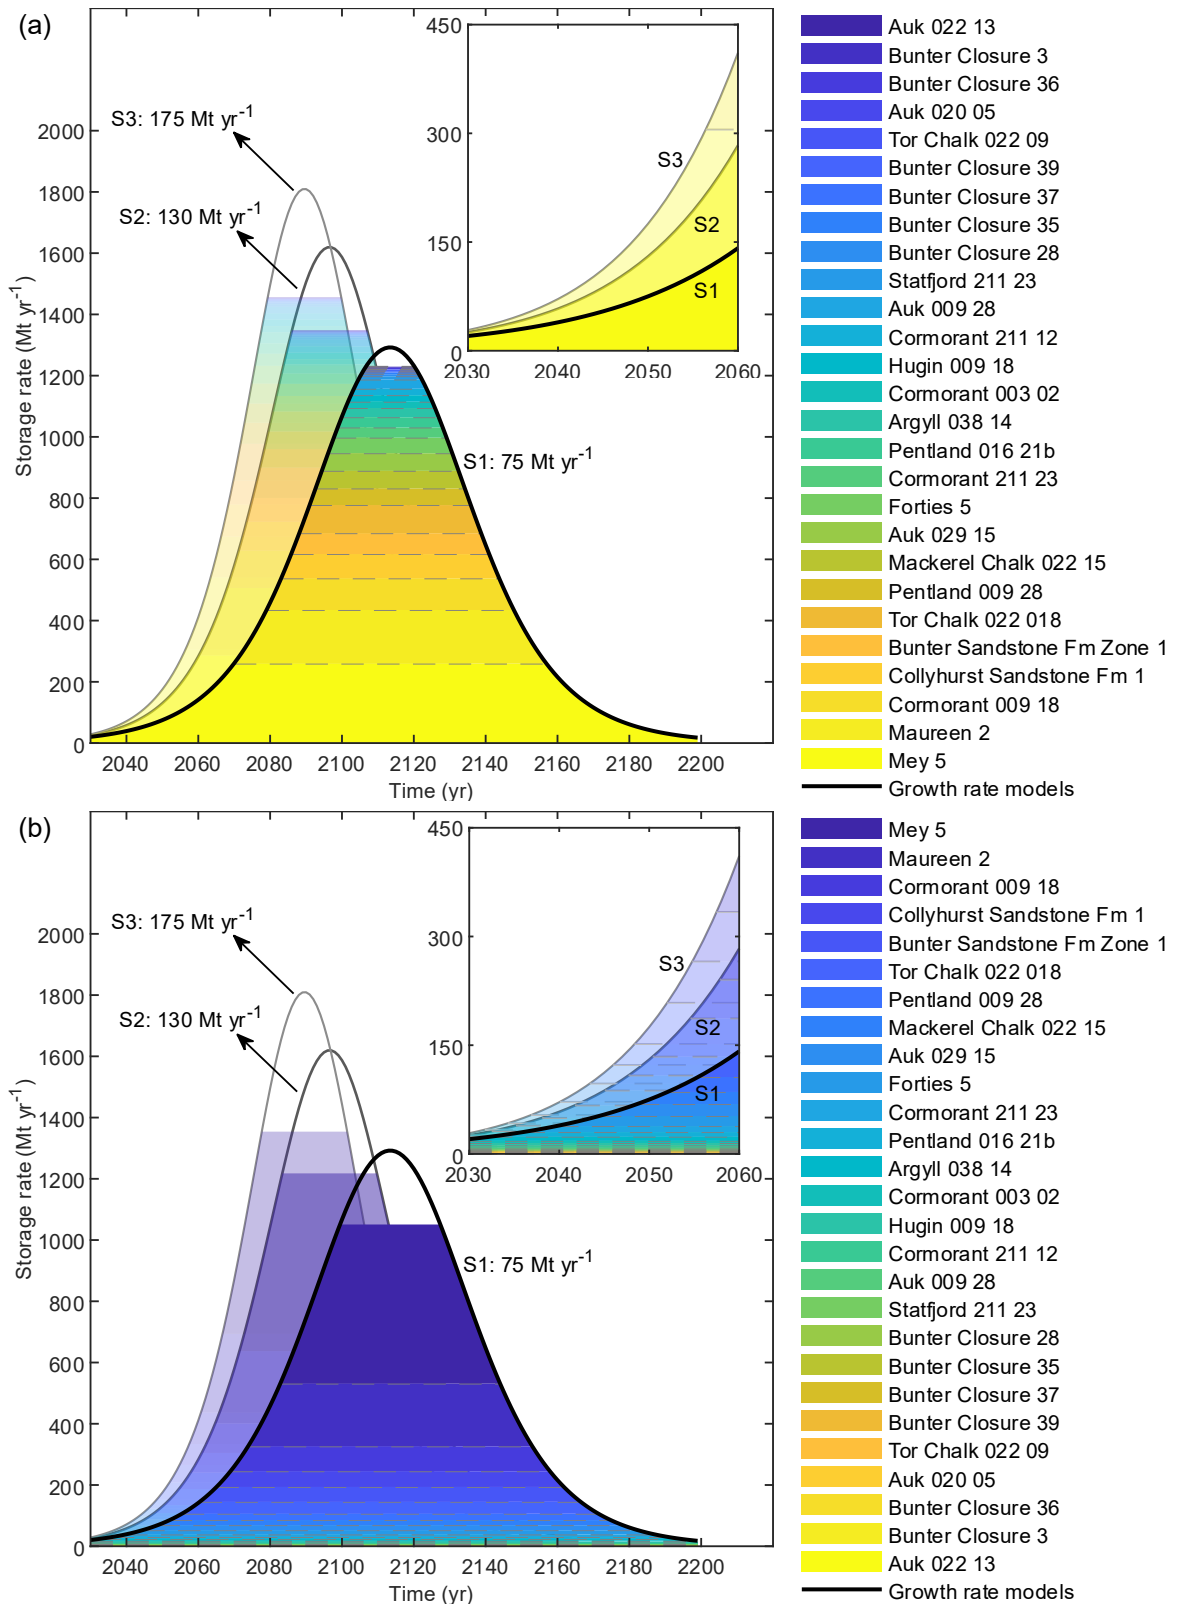 (a)
Storage rate (Mt yr-1)
2000
1800
1600
1400
1200
1000
800
600
400
200
0
2040 2060 2080 2100 2120 2140 2160 2180 2200
Time (yr)
S3: 175 Mt yr-1
S2: 130 Mt yr-1
S1: 75 Mt yr-1
450
300
150
0
2030 2040 2050 2060
S3
S2
S1
Auk 022 13
Bunter Closure 3
Bunter Closure 36
Auk 020 05
Tor Chalk 022 09
Bunter Closure 39
Bunter Closure 37
Bunter Closure 35
Bunter Closure 28
Statfjord 211 23
Auk 009 28
Cormorant 211 12
Hugin 009 18
Cormorant 003 02
Argyll 038 14
Pentland 016 21b
Cormorant 211 23
Forties 5
Auk 029 15
Mackerel Chalk 022 15
Pentland 009 28
Tor Chalk 022 018
Bunter Sandstone Fm Zone 1
Collyhurst Sandstone Fm 1
Cormorant 009 18
Maureen 2
Mey 5
Growth rate models
(b)
Storage rate (Mt yr-1)
2000
1800
1600
1400
1200
1000
800
600
400
200
0
2040 2060 2080 2100 2120 2140 2160 2180 2200
Time (yr)
S3: 175 Mt yr-1
S2: 130 Mt yr-1
S1: 75 Mt yr-1
450
300
150
0
2030 2040 2050 2060
S3
S2
S1
Mey 5
Maureen 2
Cormorant 009 18
Collyhurst Sandstone Fm 1
Bunter Sandstone Fm Zone 1
Tor Chalk 022 018
Pentland 009 28
Mackerel Chalk 022 15
Auk 029 15
Forties 5
Cormorant 211 23
Pentland 016 21b
Argyll 038 14
Cormorant 003 02
Hugin 009 18
Cormorant 211 12
Auk 009 28
Statfjord 211 23
Bunter Closure 28
Bunter Closure 35
Bunter Closure 37
Bunter Closure 39
Tor Chalk 022 09
Auk 020 05
Bunter Closure 36
Bunter Closure 3
Auk 022 13
Growth rate models